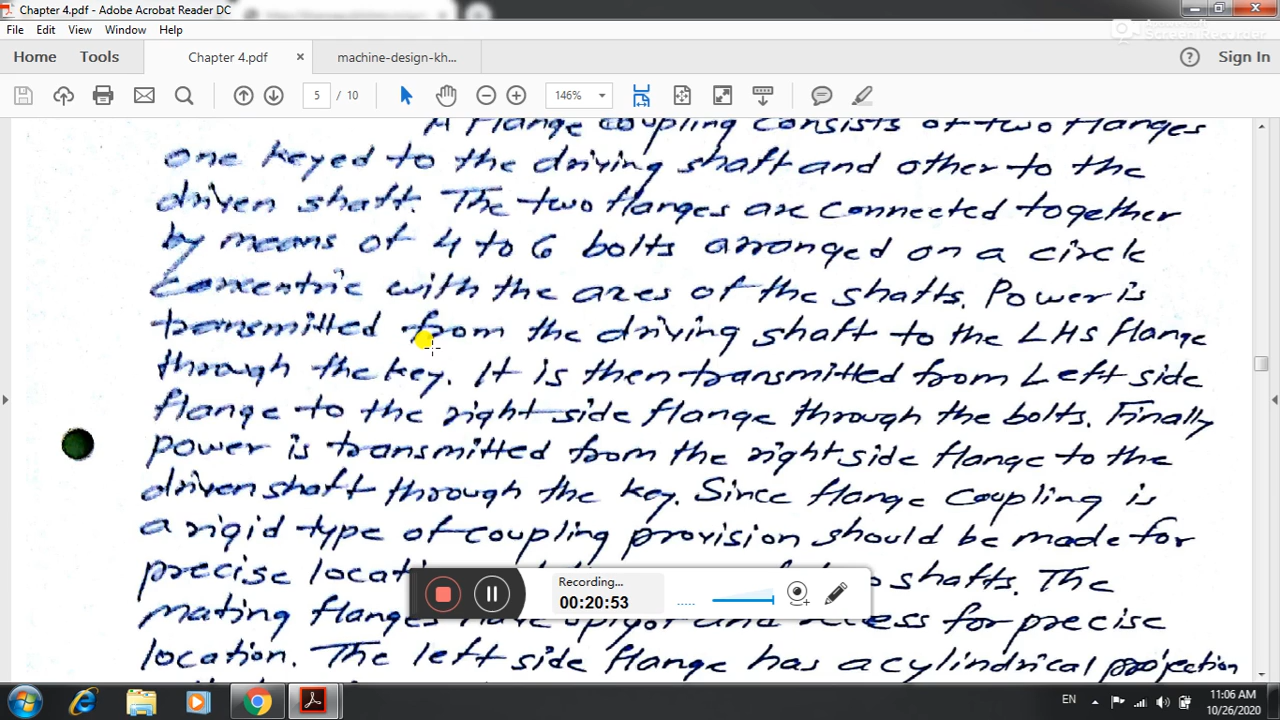 Chapter 4.pdf - Adobe Acrobat Reader DC
File Edit View Window Help
Home Tools Chapter 4.pdf × machine-design-kh... Sign In
5 / 10 146%
A flange coupling consists of two flanges
one keyed to the driving shaft and other to the
driven shaft. The two flanges are connected together
by means of 4 to 6 bolts arranged on a circle
concentric with the axes of the shafts. Power is
transmitted from the driving shaft to the LHS flange
through the key. It is then transmitted from Left side
flange to the right side flange through the bolts. Finally
power is transmitted from the right side flange to the
driven shaft through the key. Since flange coupling is
a rigid type of coupling provision should be made for
precise shafts. The
mating flanges for precise
location. The left side flange has a cylindrical projection
Recording...
00:20:53
EN 11:06 AM
10/26/2020